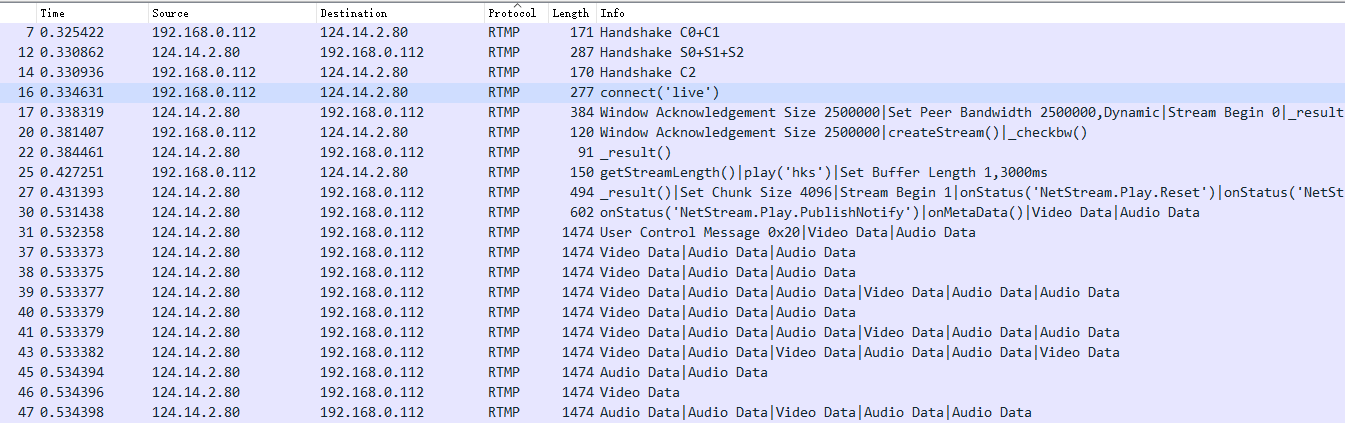 Time Source Destination Protocol Length Info
7 0.325422 192.168.0.112 124.14.2.80 RTMP 171 Handshake C0+C1
12 0.330862 124.14.2.80 192.168.0.112 RTMP 287 Handshake S0+S1+S2
14 0.330936 192.168.0.112 124.14.2.80 RTMP 170 Handshake C2
16 0.334631 192.168.0.112 124.14.2.80 RTMP 277 connect('live')
17 0.338319 124.14.2.80 192.168.0.112 RTMP 384 Window Acknowledgement Size 2500000|Set Peer Bandwidth 2500000,Dynamic|Stream Begin 0|_result
20 0.381407 192.168.0.112 124.14.2.80 RTMP 120 Window Acknowledgement Size 2500000|createStream()|_checkbw()
22 0.384461 124.14.2.80 192.168.0.112 RTMP 91 _result()
25 0.427251 192.168.0.112 124.14.2.80 RTMP 150 getStreamLength()|play('hks')|Set Buffer Length 1,3000ms
27 0.431393 124.14.2.80 192.168.0.112 RTMP 494 _result()|Set Chunk Size 4096|Stream Begin 1|onStatus('NetStream.Play.Reset')|onStatus('NetSt
30 0.531438 124.14.2.80 192.168.0.112 RTMP 602 onStatus('NetStream.Play.PublishNotify')|onMetaData()|Video Data|Audio Data
31 0.532358 124.14.2.80 192.168.0.112 RTMP 1474 User Control Message 0x20|Video Data|Audio Data
37 0.533373 124.14.2.80 192.168.0.112 RTMP 1474 Video Data|Audio Data|Audio Data
38 0.533375 124.14.2.80 192.168.0.112 RTMP 1474 Video Data|Audio Data
39 0.533377 124.14.2.80 192.168.0.112 RTMP 1474 Video Data|Audio Data|Audio Data|Video Data|Audio Data|Audio Data
40 0.533379 124.14.2.80 192.168.0.112 RTMP 1474 Video Data|Audio Data
41 0.533379 124.14.2.80 192.168.0.112 RTMP 1474 Video Data|Audio Data|Audio Data|Video Data|Audio Data|Audio Data
43 0.533382 124.14.2.80 192.168.0.112 RTMP 1474 Video Data|Audio Data|Video Data|Audio Data|Audio Data|Video Data
45 0.534394 124.14.2.80 192.168.0.112 RTMP 1474 Audio Data|Audio Data
46 0.534396 124.14.2.80 192.168.0.112 RTMP 1474 Video Data
47 0.534398 124.14.2.80 192.168.0.112 RTMP 1474 Audio Data|Audio Data|Video Data|Audio Data|Audio Data